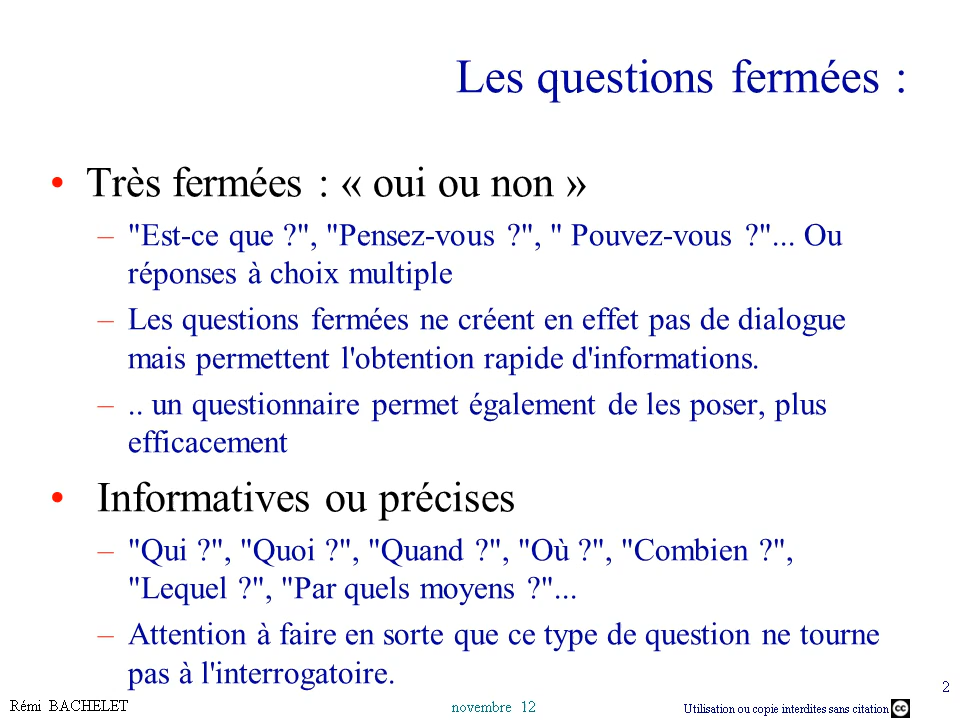 Les questions fermées :
• Très fermées : « oui ou non »
– "Est-ce que ?", "Pensez-vous ?", " Pouvez-vous ?"... Ou
réponses à choix multiple
– Les questions fermées ne créent en effet pas de dialogue
mais permettent l'obtention rapide d'informations.
– .. un questionnaire permet également de les poser, plus
efficacement
• Informatives ou précises
– "Qui ?", "Quoi ?", "Quand ?", "Où ?", "Combien ?",
"Lequel ?", "Par quels moyens ?"...
– Attention à faire en sorte que ce type de question ne tourne
pas à l'interrogatoire.
2
Rémi BACHELET novembre 12 Utilisation ou copie interdites sans citation cc